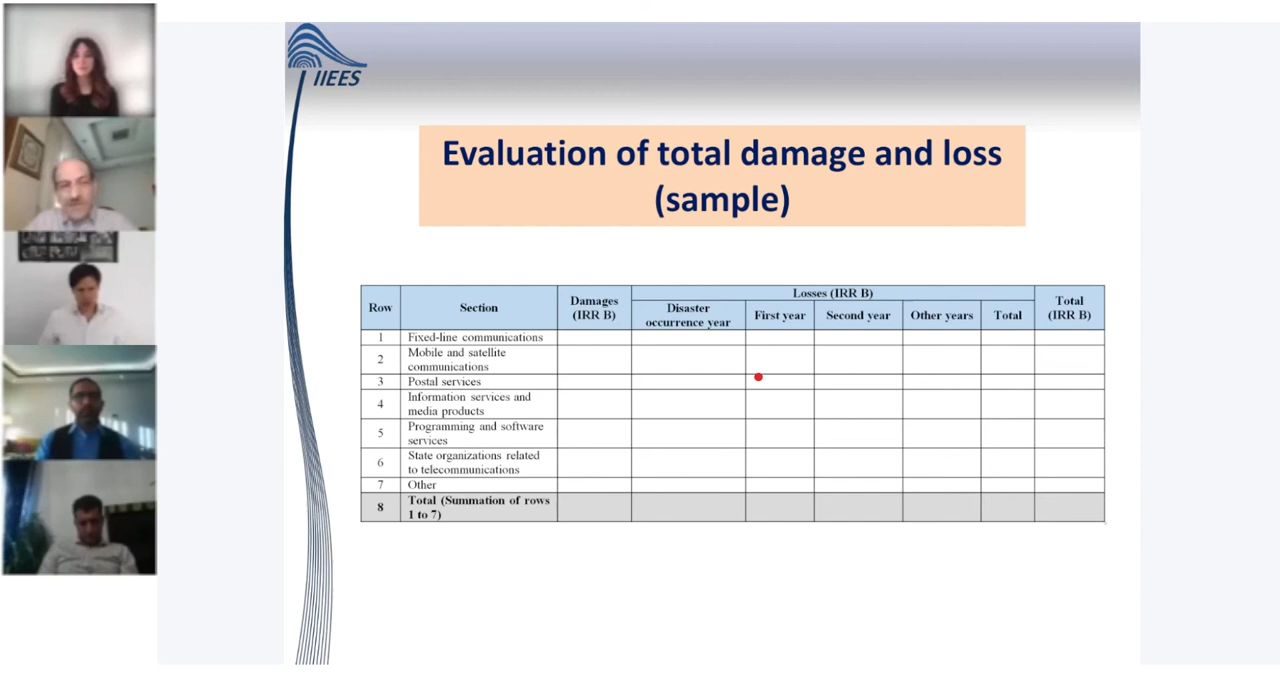 IIEES
Evaluation of total damage and loss
(sample)
Row
Section
Damages
(IRR B)
Losses (IRR B)
Disaster
occurrence year
First year
Second year
Other years
Total
Total
(IRR B)
1 Fixed-line communications
2 Mobile and satellite
communications
3 Postal services
4 Information services and
media products
5 Programming and software
services
6 State organizations related
to telecommunications
7 Other
8 Total (Summation of rows
1 to 7)